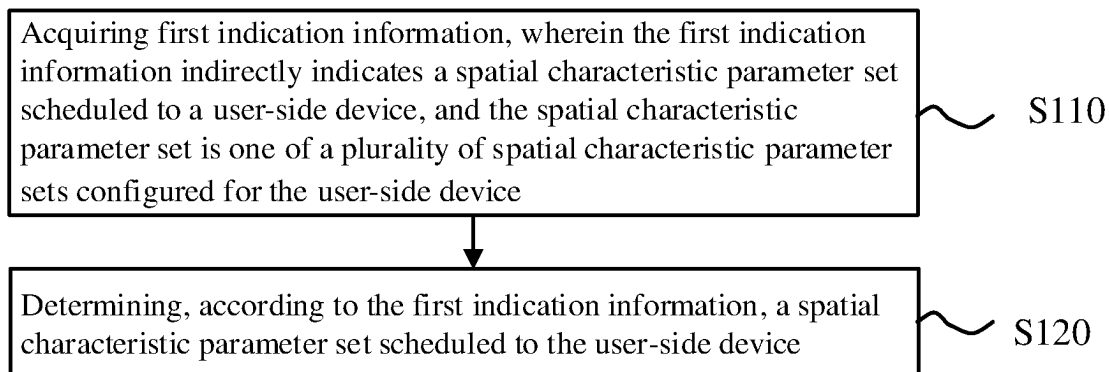 Acquiring first indication information, wherein the first indication
information indirectly indicates a spatial characteristic parameter set
scheduled to a user-side device, and the spatial characteristic
parameter set is one of a plurality of spatial characteristic parameter
sets configured for the user-side device
S110
Determining, according to the first indication information, a spatial
characteristic parameter set scheduled to the user-side device
S120